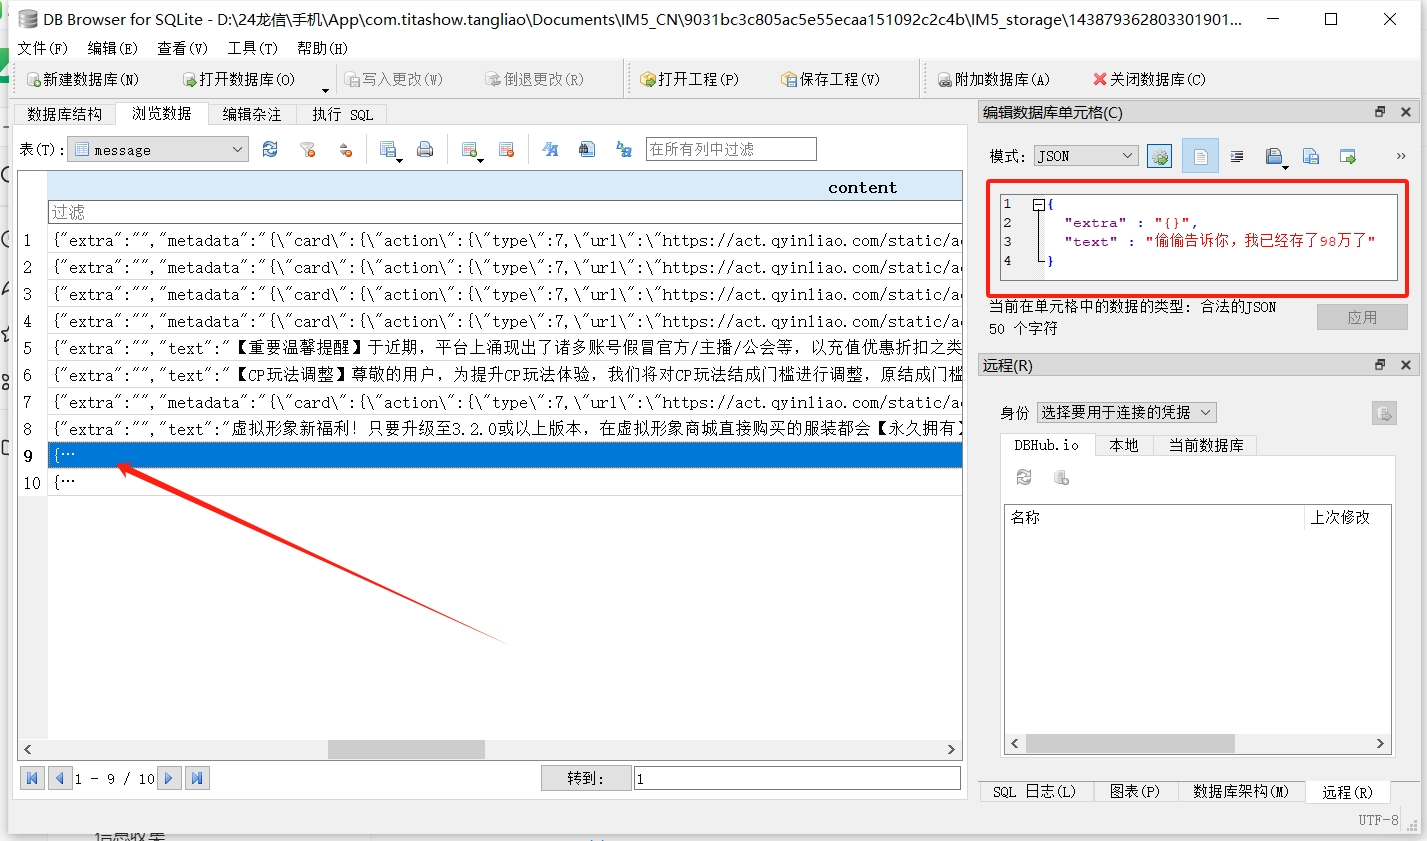 DB Browser for SQLite - D:\24龙信\手机\App\com.titashow.tangliao\Documents\IM5_CN\9031bc3c805ac5e55ecaa151092c2c4b\IM5_storage\143879362803301901...
文件(F) 编辑(E) 查看(V) 工具(T) 帮助(H)
新建数据库(N) 打开数据库(O) 写入更改(W) 倒退更改(R) 打开工程(P) 保存工程(V) 附加数据库(A) 关闭数据库(C)
数据库结构 浏览数据 编辑杂注 执行 SQL
表(T): message 在所有列中过滤
content
过滤
1 {"extra":"","metadata":"{\"card\":{\"action\":{\"type\":7,\"url\":\"https://act.qyinliao.com/static/a
2 {"extra":"","metadata":"{\"card\":{\"action\":{\"type\":7,\"url\":\"https://act.qyinliao.com/static/a
3 {"extra":"","metadata":"{\"card\":{\"action\":{\"type\":7,\"url\":\"https://act.qyinliao.com/static/a
4 {"extra":"","metadata":"{\"card\":{\"action\":{\"type\":7,\"url\":\"https://act.qyinliao.com/static/a
5 {"extra":"","text":"【重要温馨提醒】于近期，平台上涌现出了诸多账号假冒官方/主播/公会等，以充值优惠折扣之类
6 {"extra":"","text":"【CP玩法调整】尊敬的用户，为提升CP玩法体验，我们将对CP玩法结成门槛进行调整，原结成门槛
7 {"extra":"","metadata":"{\"card\":{\"action\":{\"type\":7,\"url\":\"https://act.qyinliao.com/static/a
8 {"extra":"","text":"虚拟形象新福利！只要升级至3.2.0或以上版本，在虚拟形象商城直接购买的服装都会【永久拥有】
9 {…
10 {…
1 - 9 / 10 转到: 1
编辑数据库单元格(C)
模式: JSON »
1 {
2 "extra" : "{}",
3 "text" : "偷偷告诉你，我已经存了98万了"
4 }
当前在单元格中的数据的类型: 合法的JSON
50 个字符
应用
远程(R)
身份 选择要用于连接的凭据
DBHub.io 本地 当前数据库
名称 上次修改
SQL 日志(L) 图表(P) 数据库架构(M) 远程(R)
UTF-8